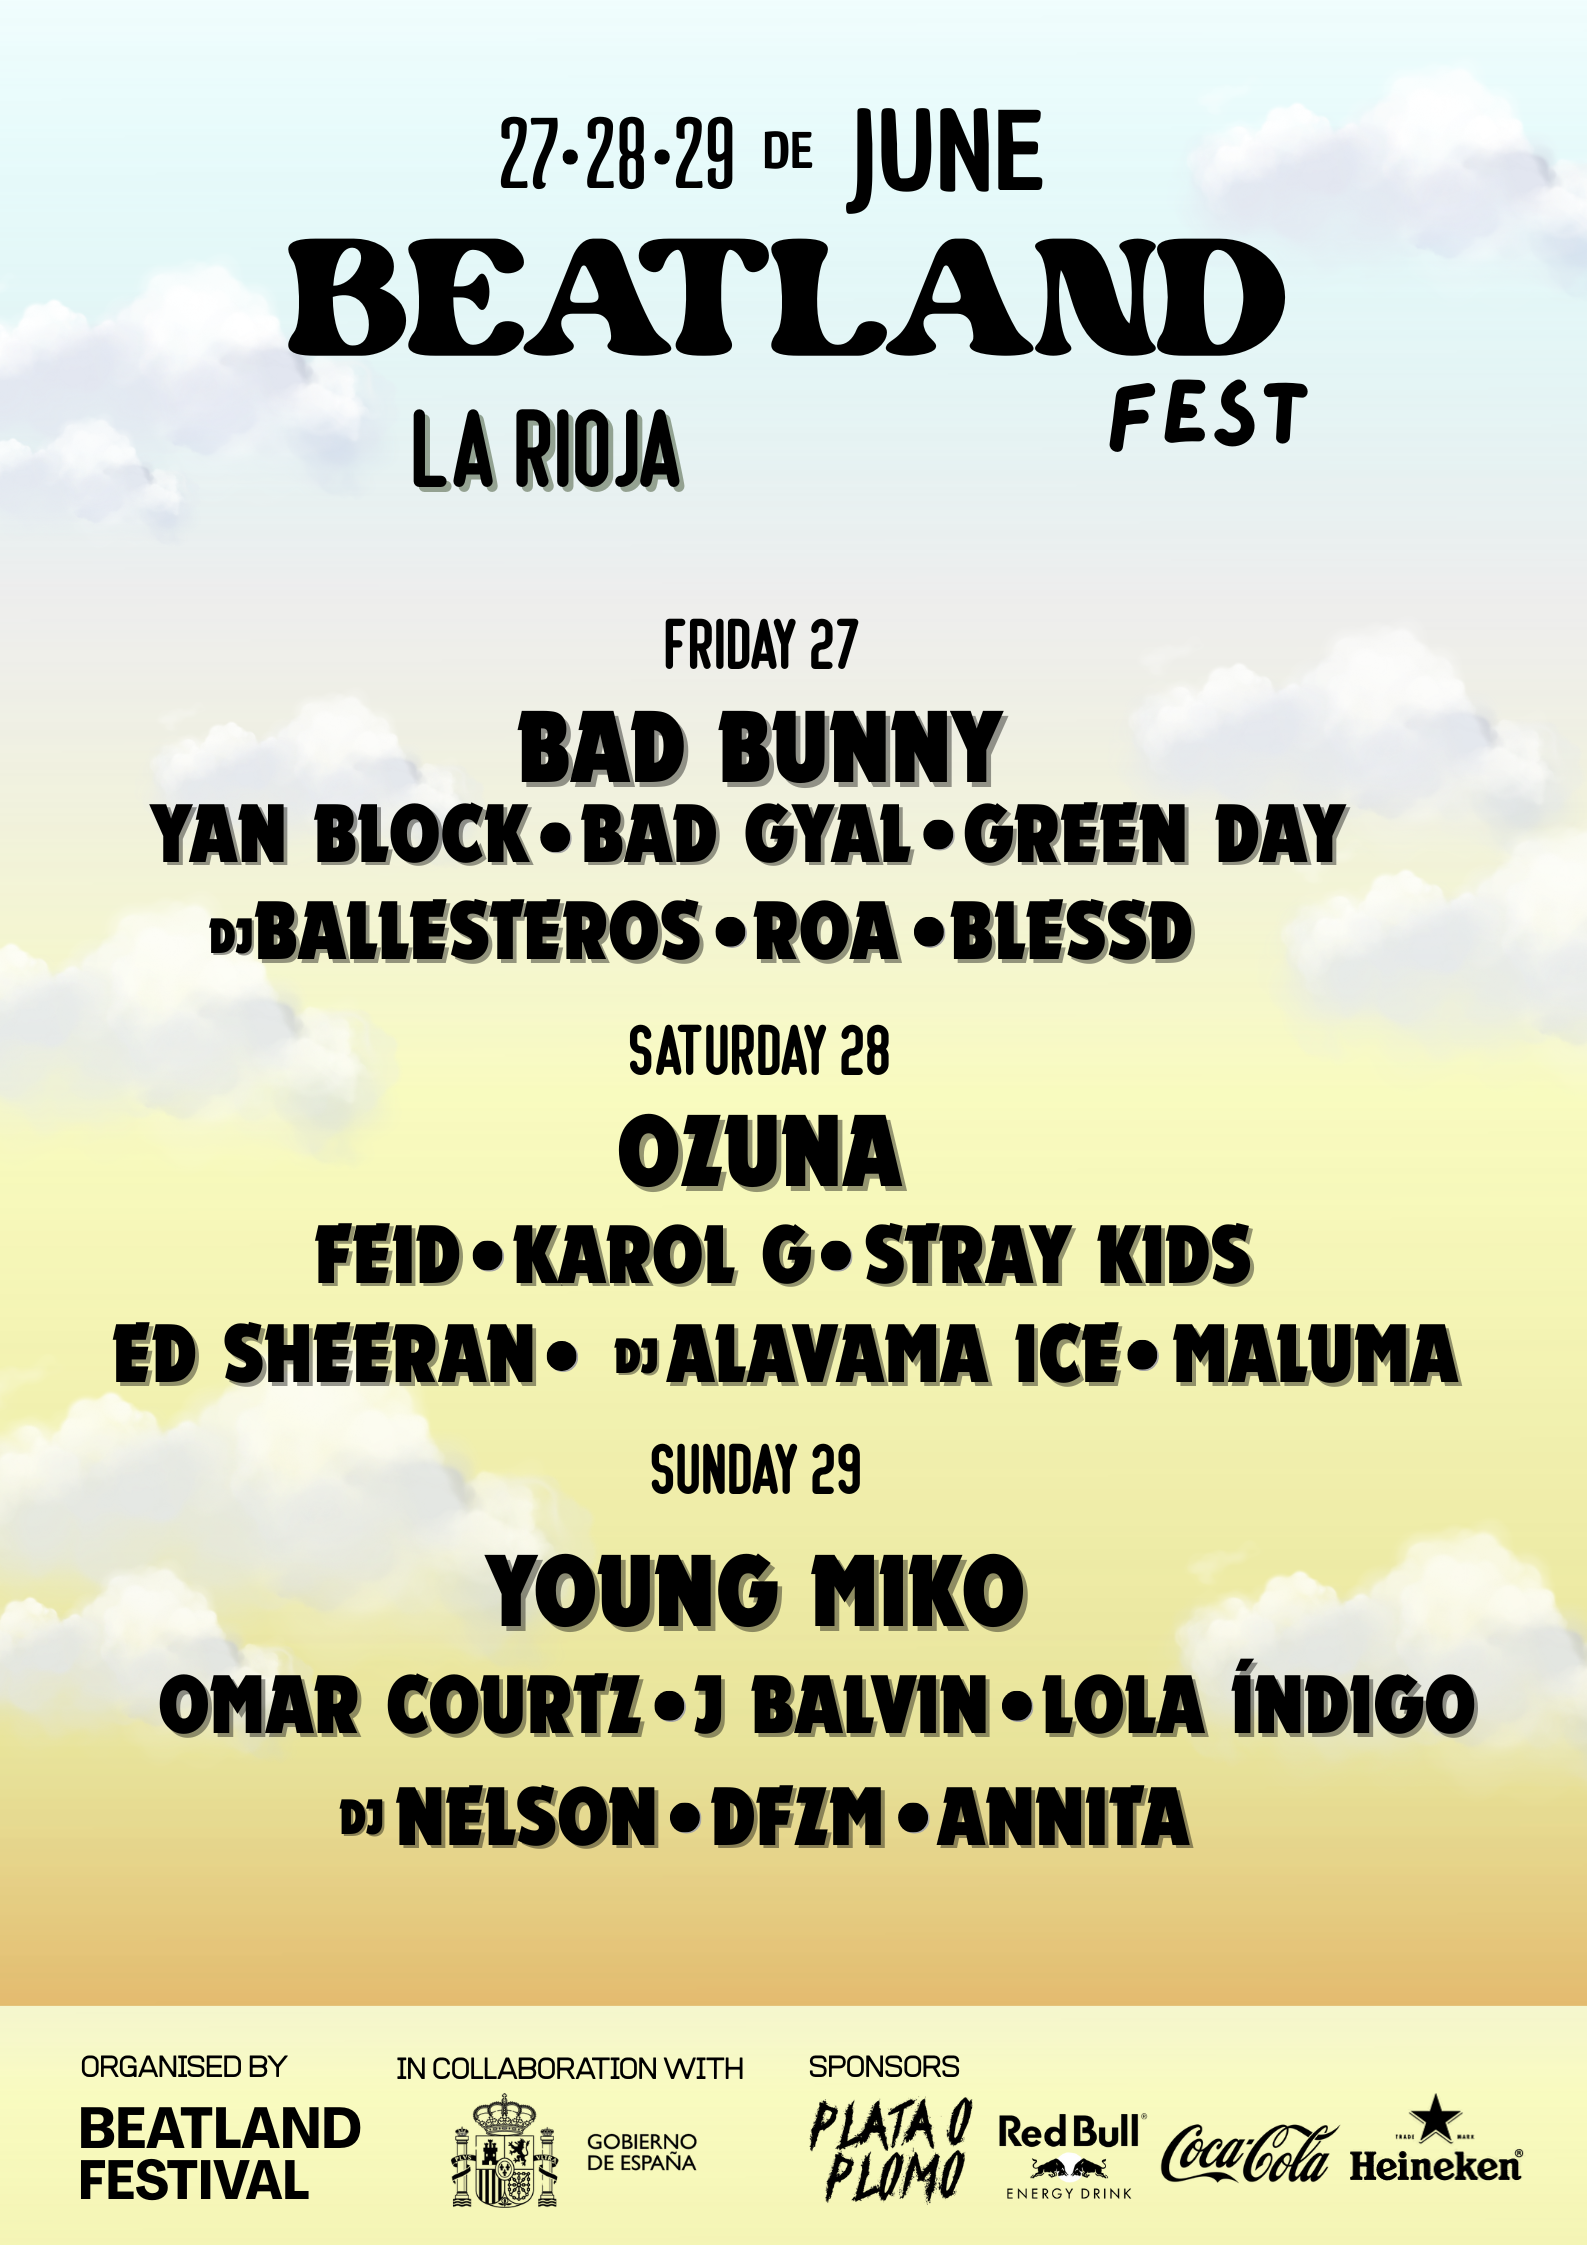 27•28•29 DE JUNE
BEATLAND
FEST
LA RIOJA
FRIDAY 27
BAD BUNNY
YAN BLOCK•BAD GYAL•GREEN DAY
DJ BALLESTEROS•ROA•BLESSD
SATURDAY 28
OZUNA
FEID•KAROL G•STRAY KIDS
ED SHEERAN• DJ ALAVAMA ICE•MALUMA
SUNDAY 29
YOUNG MIKO
OMAR COURTZ•J BALVIN•LOLA ÍNDIGO
DJ NELSON•DFZM•ANNITA
ORGANISED BY
BEATLAND
FESTIVAL
IN COLLABORATION WITH
PLVS VLTRA
GOBIERNO
DE ESPAÑA
SPONSORS
PLATA O
PLOMO
Red Bull®
ENERGY DRINK
Coca-Cola
TRADE MARK
Heineken®